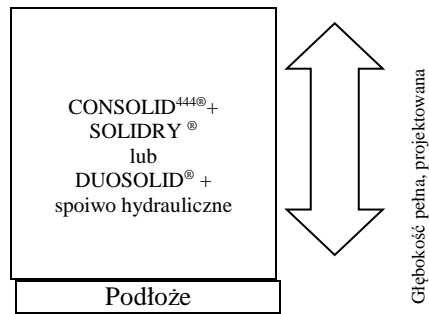 CONSOLID⁴⁴⁴®+
SOLIDRY ®
lub
DUOSOLID® +
spoiwo hydrauliczne
Podłoże
Głębokość pełna, projektowana